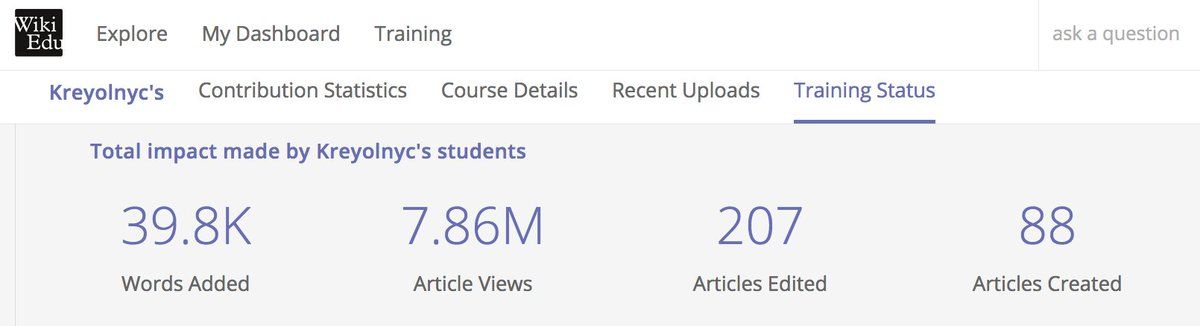 Wiki
Edu
Explore My Dashboard Training ask a question
Kreyolnyc's Contribution Statistics Course Details Recent Uploads Training Status
Total impact made by Kreyolnyc's students
39.8K 7.86M 207 88
Words Added Article Views Articles Edited Articles Created